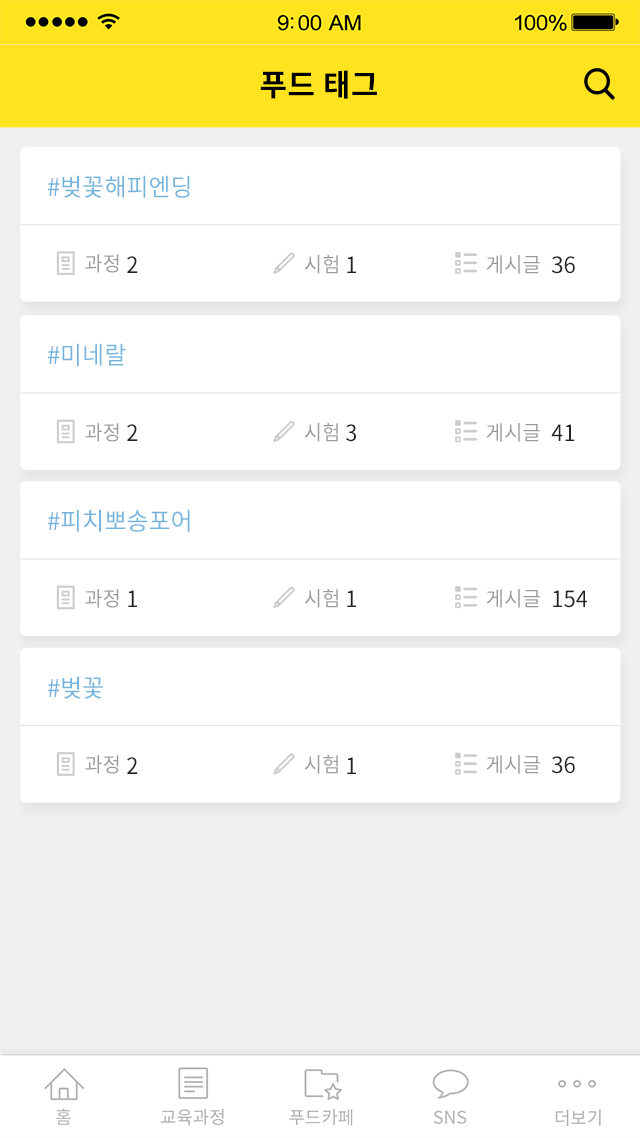 9:00 AM 100%
푸드 태그
#벚꽃해피엔딩
과정 2 시험 1 게시글 36
#미네랄
과정 2 시험 3 게시글 41
#피치뽀송포어
과정 1 시험 1 게시글 154
#벚꽃
과정 2 시험 1 게시글 36
홈 교육과정 푸드카페 SNS 더보기